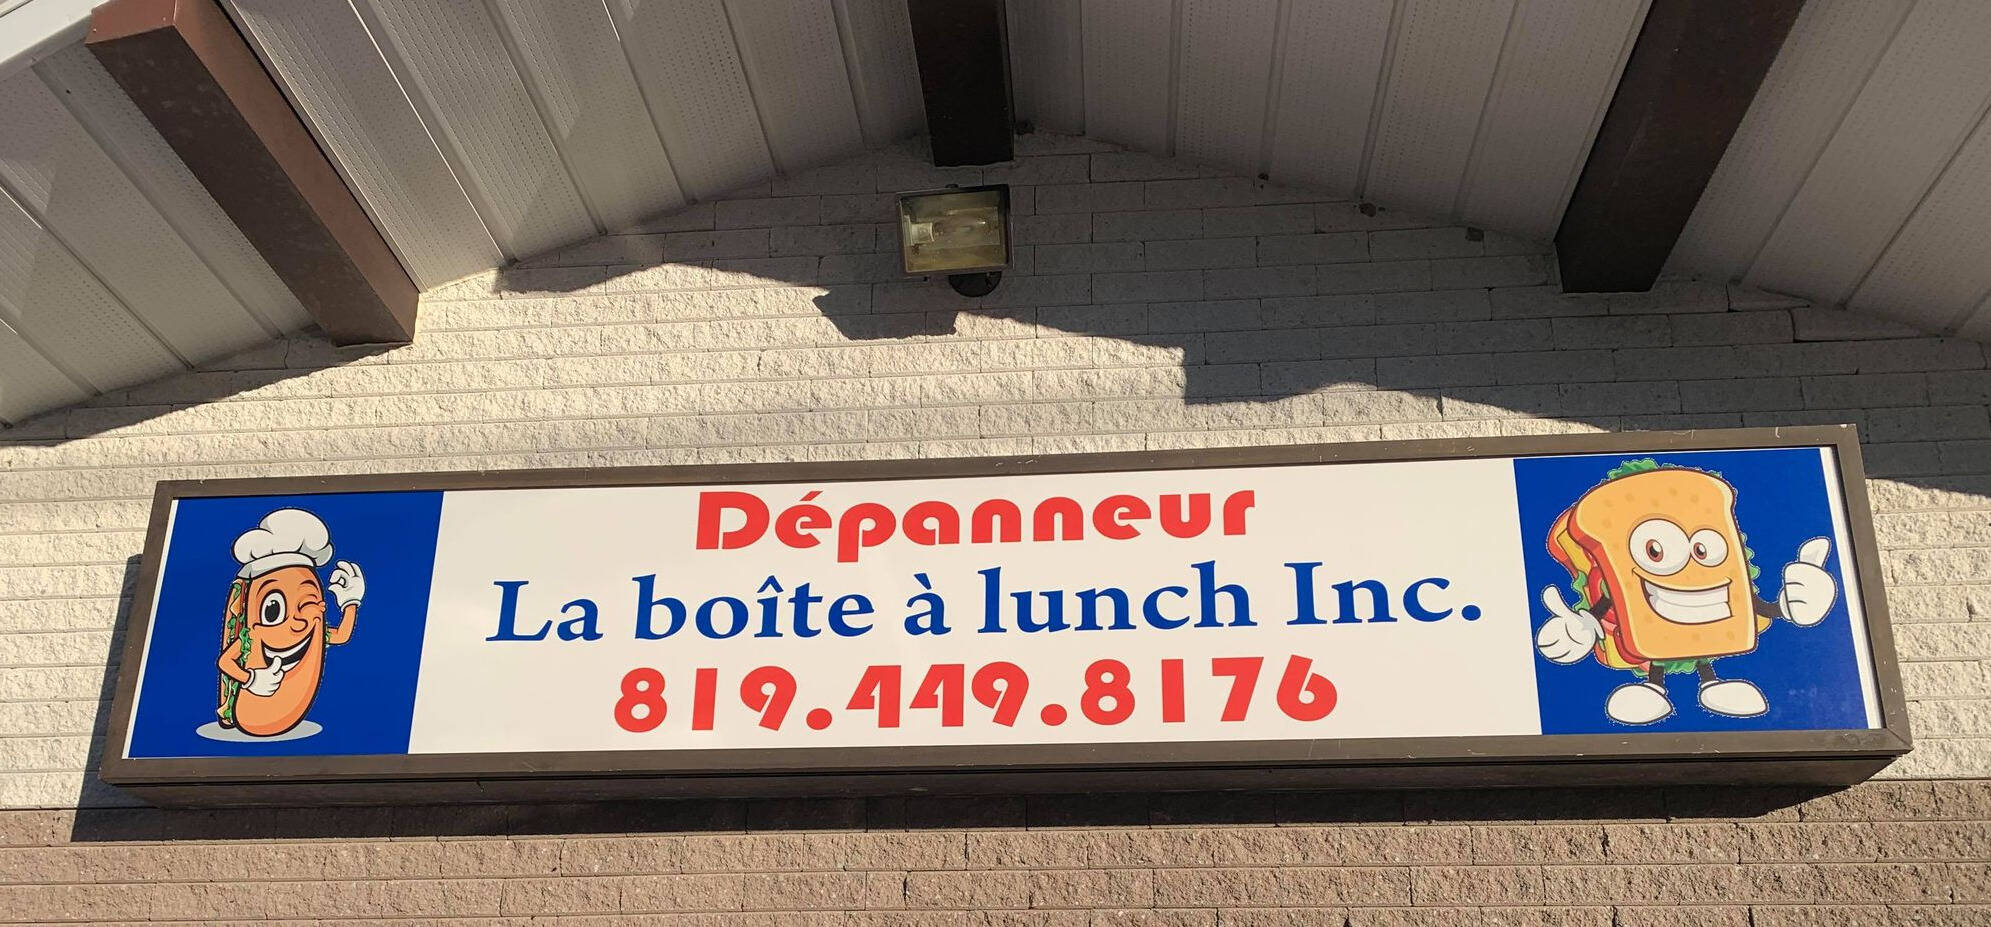 Dépanneur
La boîte à lunch Inc.
819.449.8176